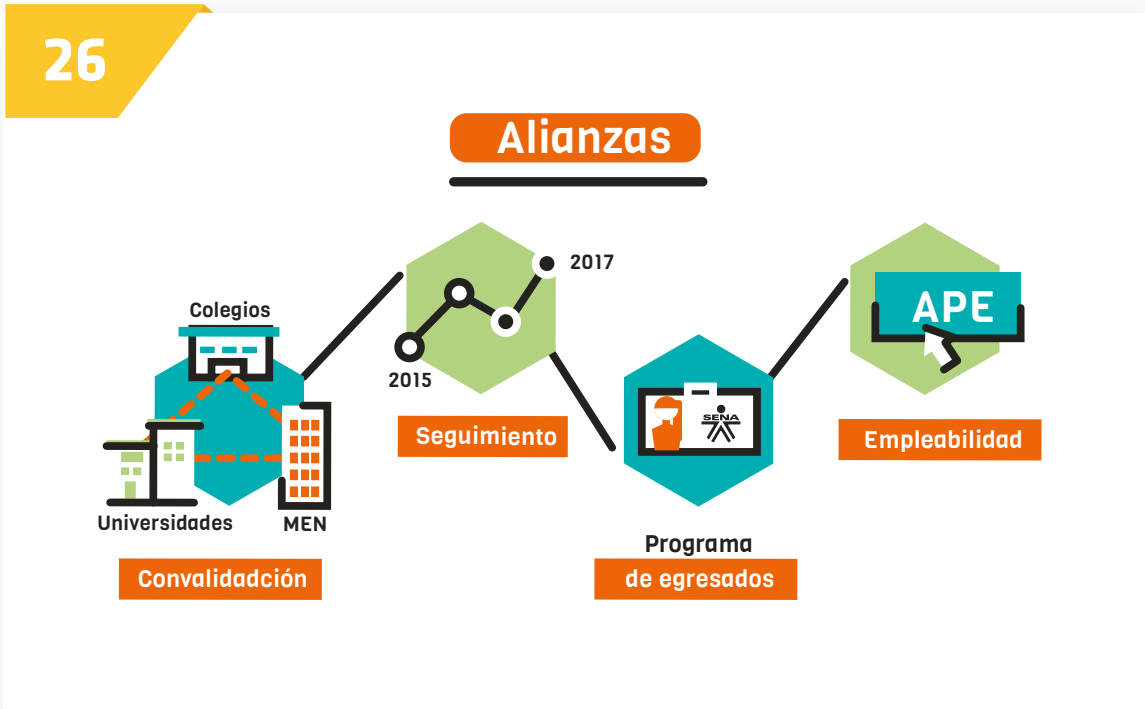 26
Alianzas
Colegios
Universidades
MEN
Convalidadción
2015
2017
Seguimiento
SENA
Programa
de egresados
APE
Empleabilidad